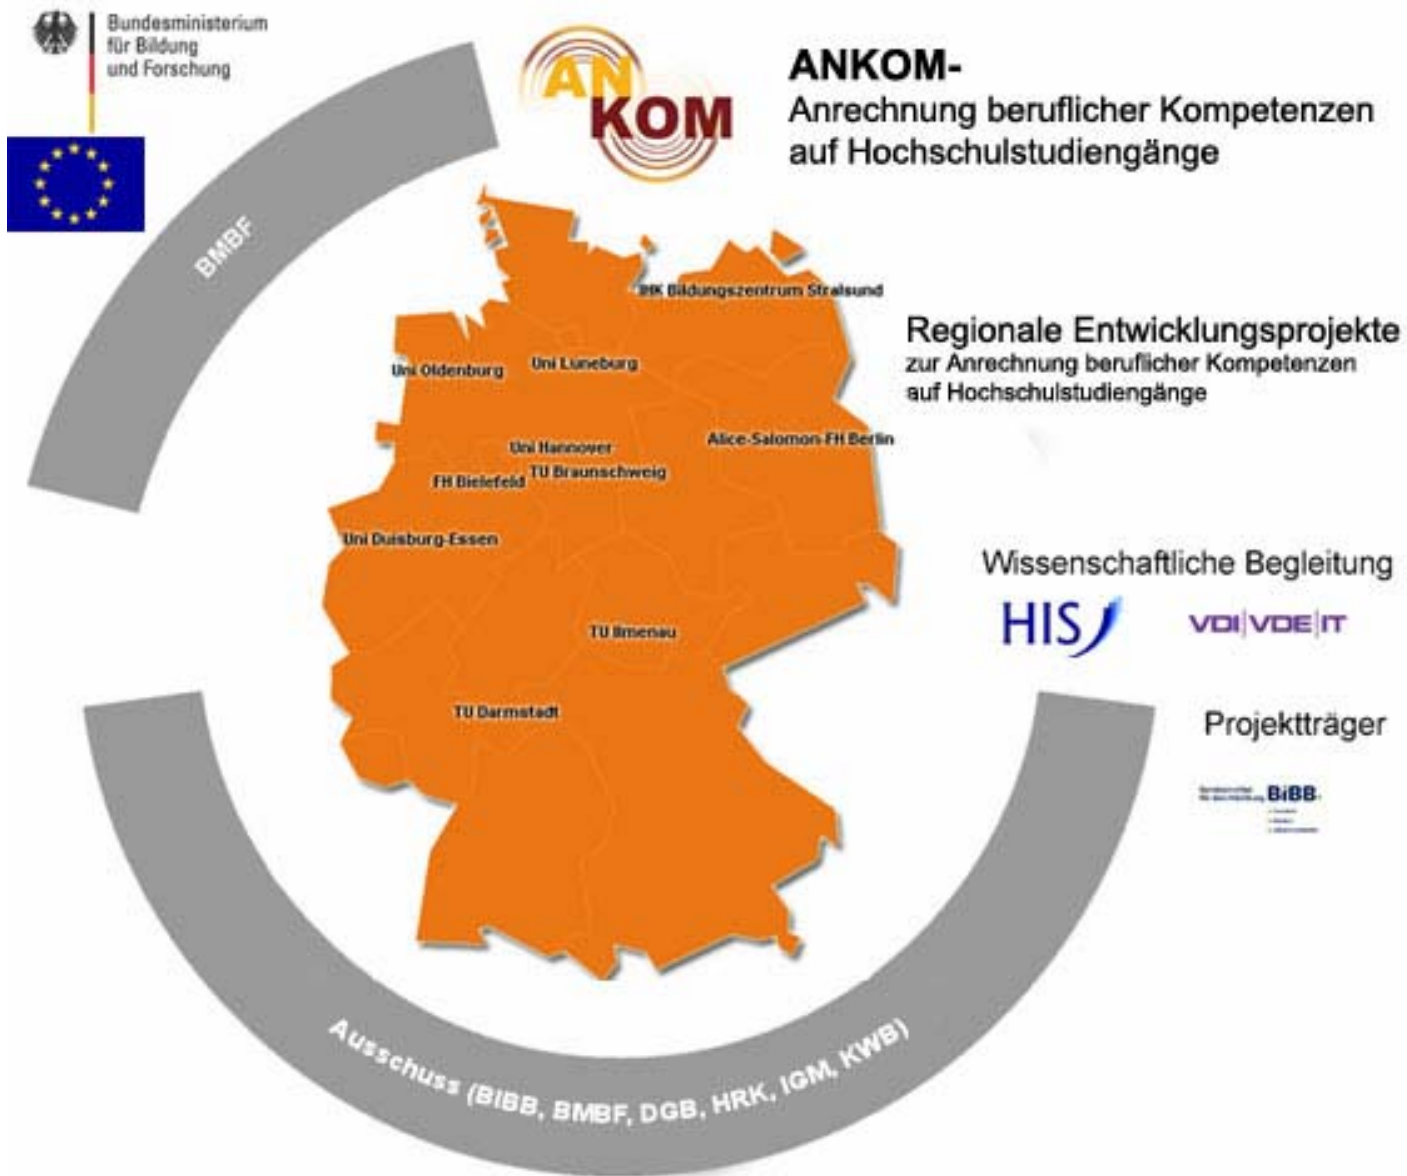 Bundesministerium
für Bildung
und Forschung
AN
KOM
ANKOM-
Anrechnung beruflicher Kompetenzen
auf Hochschulstudiengänge
BMBF
IHK Bildungszentrum Stralsund
Regionale Entwicklungsprojekte
zur Anrechnung beruflicher Kompetenzen
auf Hochschulstudiengänge
Uni Oldenburg
Uni Lüneburg
Alice-Salomon-FH Berlin
Uni Hannover
TU Braunschweig
FH Bielefeld
Uni Duisburg-Essen
Wissenschaftliche Begleitung
HIS
VDI|VDE|IT
TU Ilmenau
TU Darmstadt
Projektträger
BiBB
Ausschuss (BIBB, BMBF, DGB, HRK, IGM, KWB)